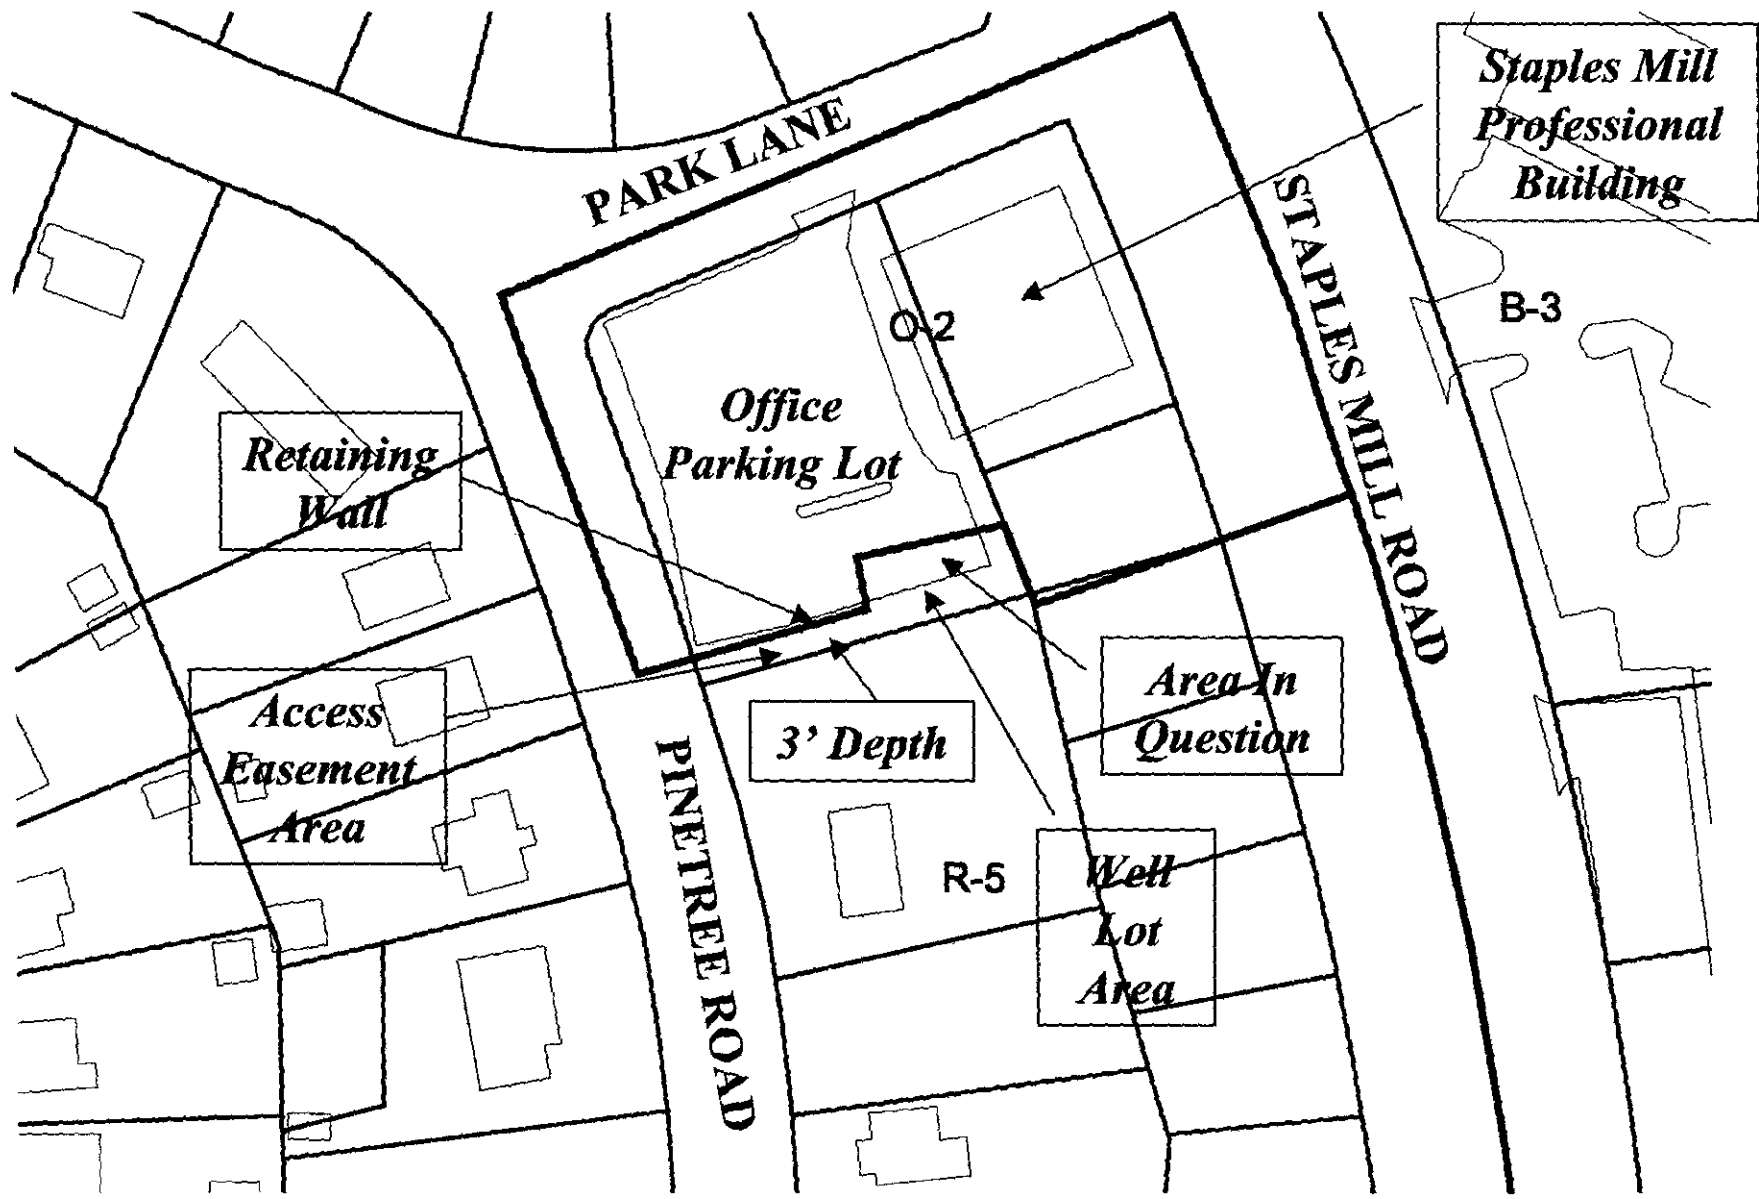 Staples Mill
Professional
Building
PARK LANE
STAPLES MILL ROAD
B-3
O-2
Office
Parking Lot
Retaining
Wall
Access
Easement
Area
3' Depth
Area In
Question
PINETREE ROAD
R-5
Well
Lot
Area